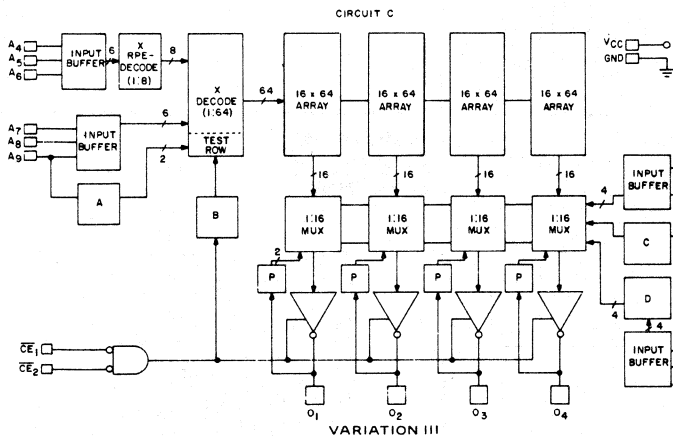 CIRCUIT C
A4
A5
A6
INPUT
BUFFER
6
X
RPE-
DECODE
(1:8)
8
X
DECODE
(1:64)
TEST
ROW
64
16 x 64
ARRAY
16 x 64
ARRAY
16 x 64
ARRAY
16 x 64
ARRAY
VCC
GND
A7
A8
A9
INPUT
BUFFER
6
2
A
B
16
16
16
16
1:16
MUX
1:16
MUX
1:16
MUX
1:16
MUX
4
INPUT
BUFFER
C
D
4
4
INPUT
BUFFER
2
P
P
P
P
CE1
CE2
O1
O2
O3
O4
VARIATION III